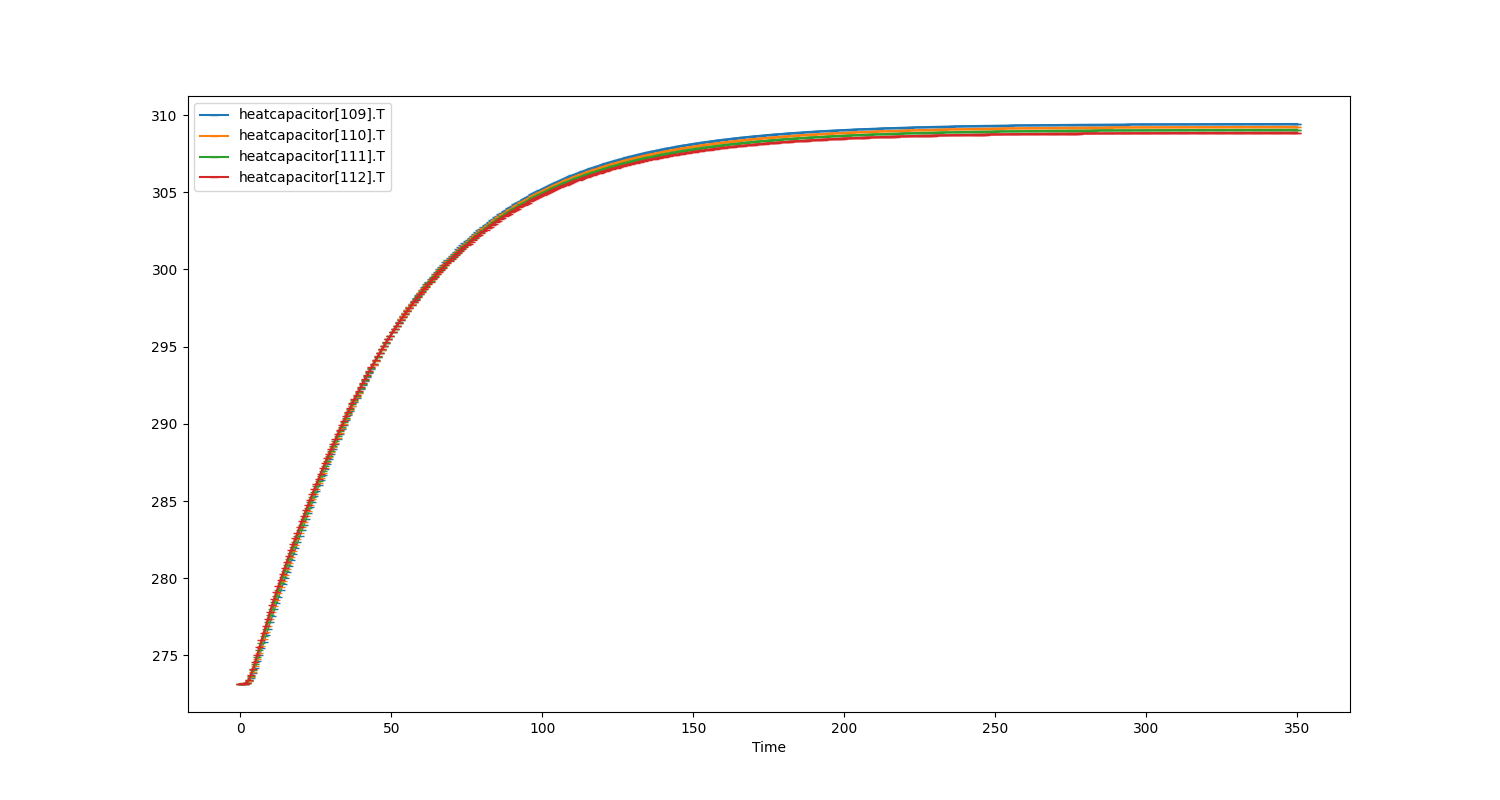 310
305
300
295
290
285
280
275
heatcapacitor[109].T
heatcapacitor[110].T
heatcapacitor[111].T
heatcapacitor[112].T
0 50 100 150 200 250 300 350
Time